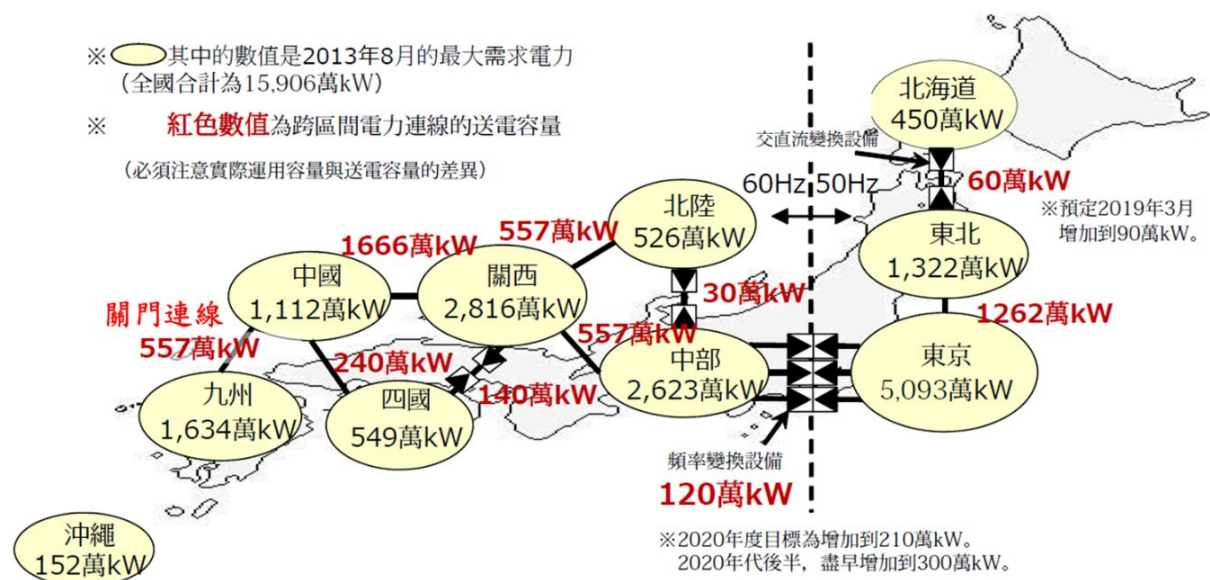 ※其中的數值是2013年8月的最大需求電力
(全國合計為15,906萬kW)
※ 紅色數值為跨區間電力連線的送電容量
(必須注意實際運用容量與送電容量的差異)
北海道
450萬kW
交直流變換設備
60萬kW
※預定2019年3月
增加到90萬kW。
60Hz 50Hz
北陸
526萬kW
557萬kW
1666萬kW
東北
1,322萬kW
中國
1,112萬kW
關西
2,816萬kW
30萬kW
1262萬kW
關門連線
557萬kW
557萬kW
240萬kW
140萬kW
中部
2,623萬kW
東京
5,093萬kW
九州
1,634萬kW
四國
549萬kW
頻率變換設備
120萬kW
沖繩
152萬kW
※2020年度目標為增加到210萬kW。
2020年代後半，盡早增加到300萬kW。